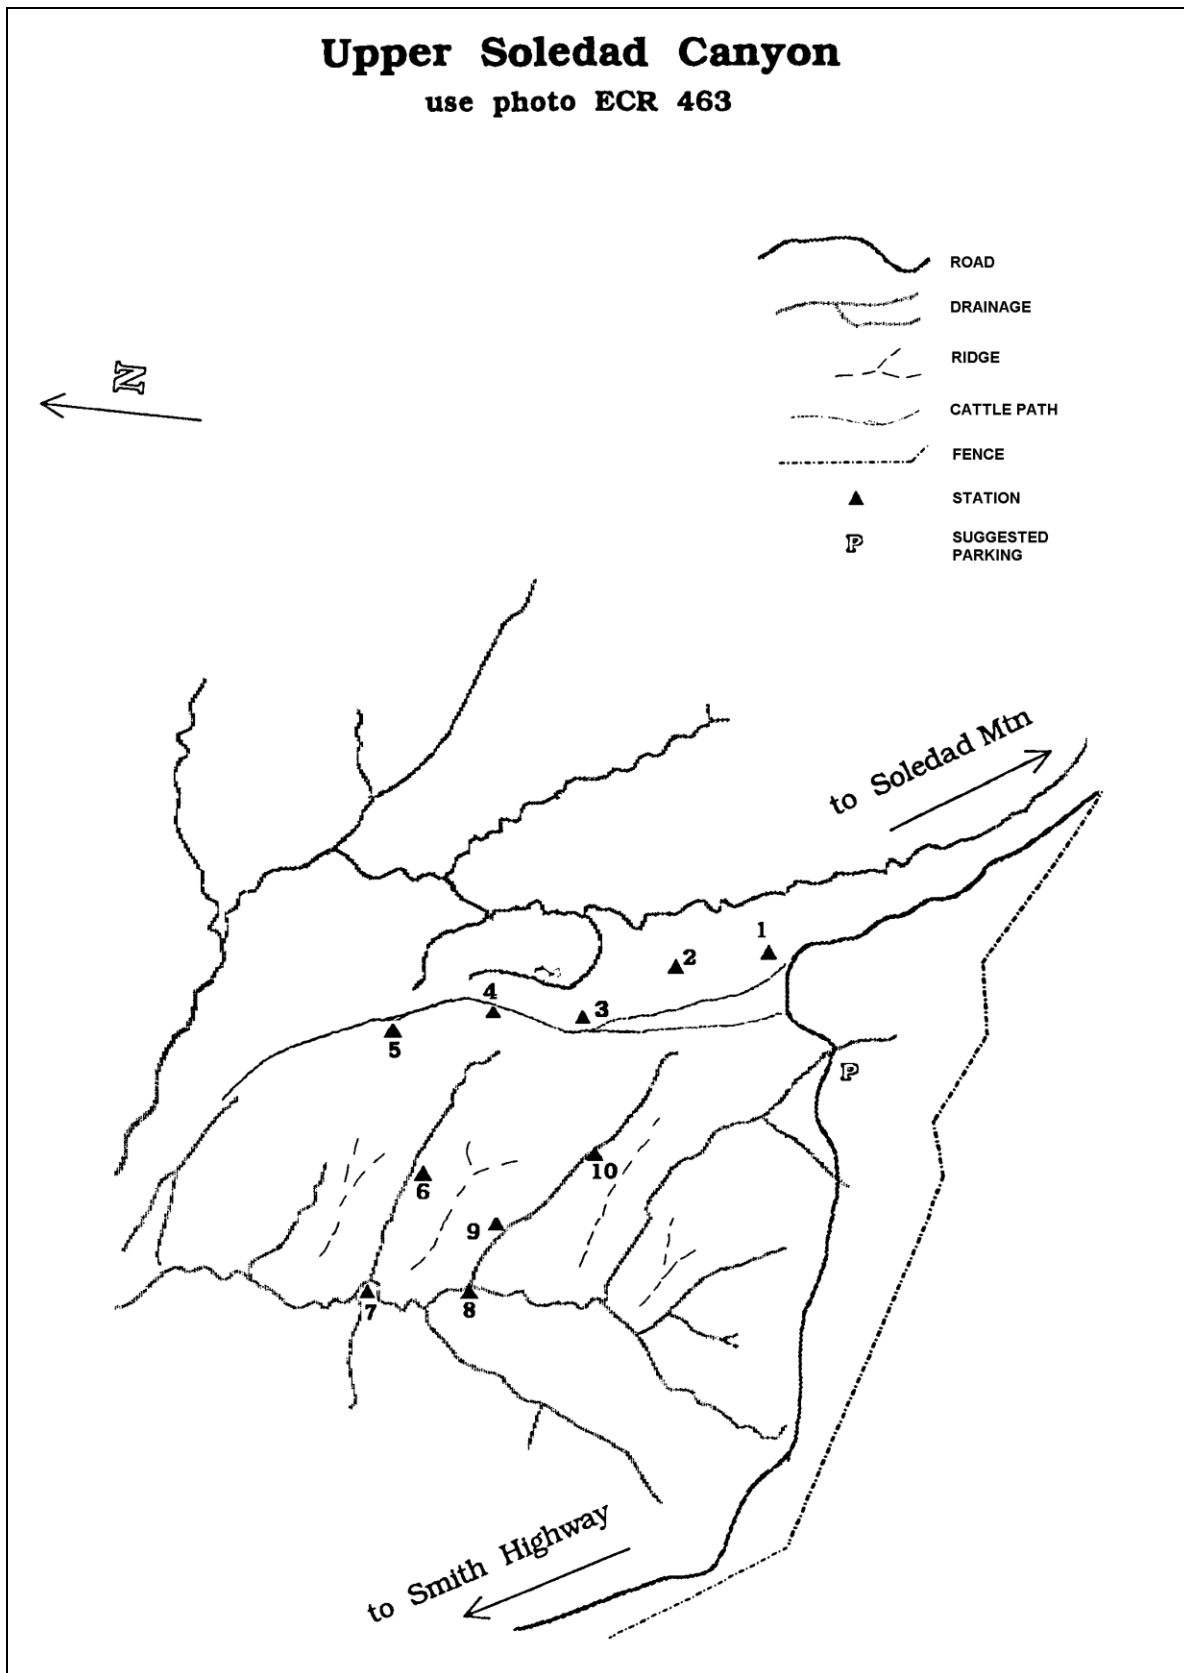 Upper Soledad Canyon
use photo ECR 463
ROAD
DRAINAGE
N
RIDGE
CATTLE PATH
FENCE
STATION
P
SUGGESTED
PARKING
to Soledad Mtn
1
2
4
3
5
P
6
10
9
7
8
to Smith Highway